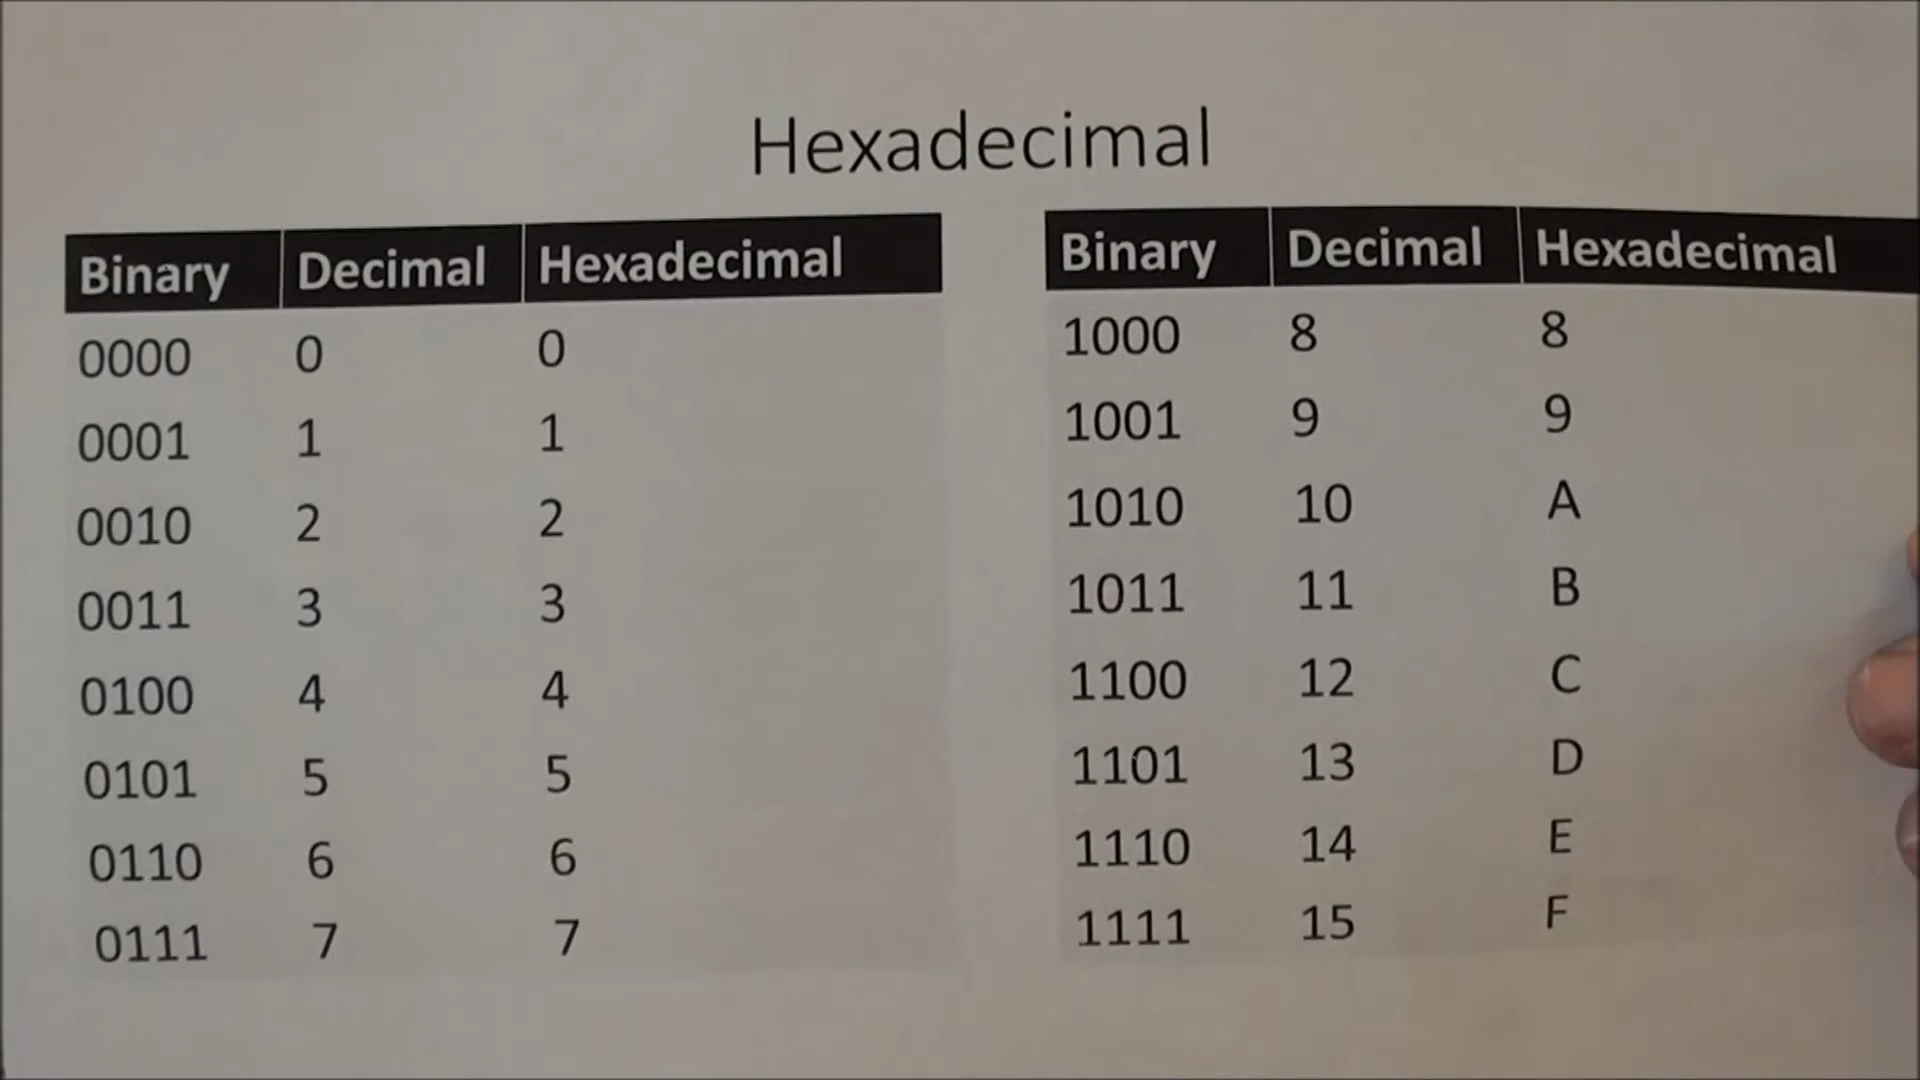 Hexadecimal
Binary Decimal Hexadecimal
0000 0 0
0001 1 1
0010 2 2
0011 3 3
0100 4 4
0101 5 5
0110 6 6
0111 7 7
Binary Decimal Hexadecimal
1000 8 8
1001 9 9
1010 10 A
1011 11 B
1100 12 C
1101 13 D
1110 14 E
1111 15 F